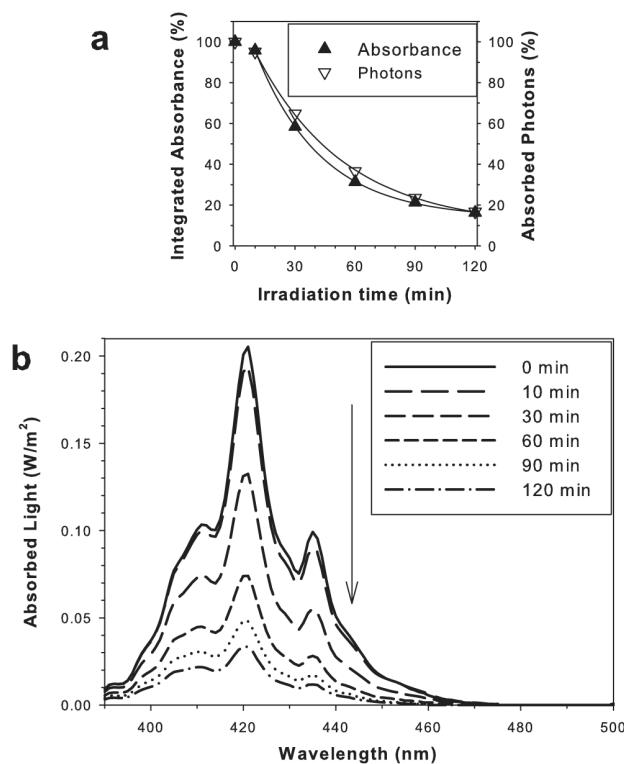 a
Integrated Absorbance (%)
100
80
60
40
20
0
Absorbance
Photons
100
80
60
40
20
0
Absorbed Photons (%)
0 30 60 90 120
Irradiation time (min)
b
Absorbed Light (W/m²)
0.20
0.15
0.10
0.05
0.00
0 min
10 min
30 min
60 min
90 min
120 min
400 420 440 460 480 500
Wavelength (nm)